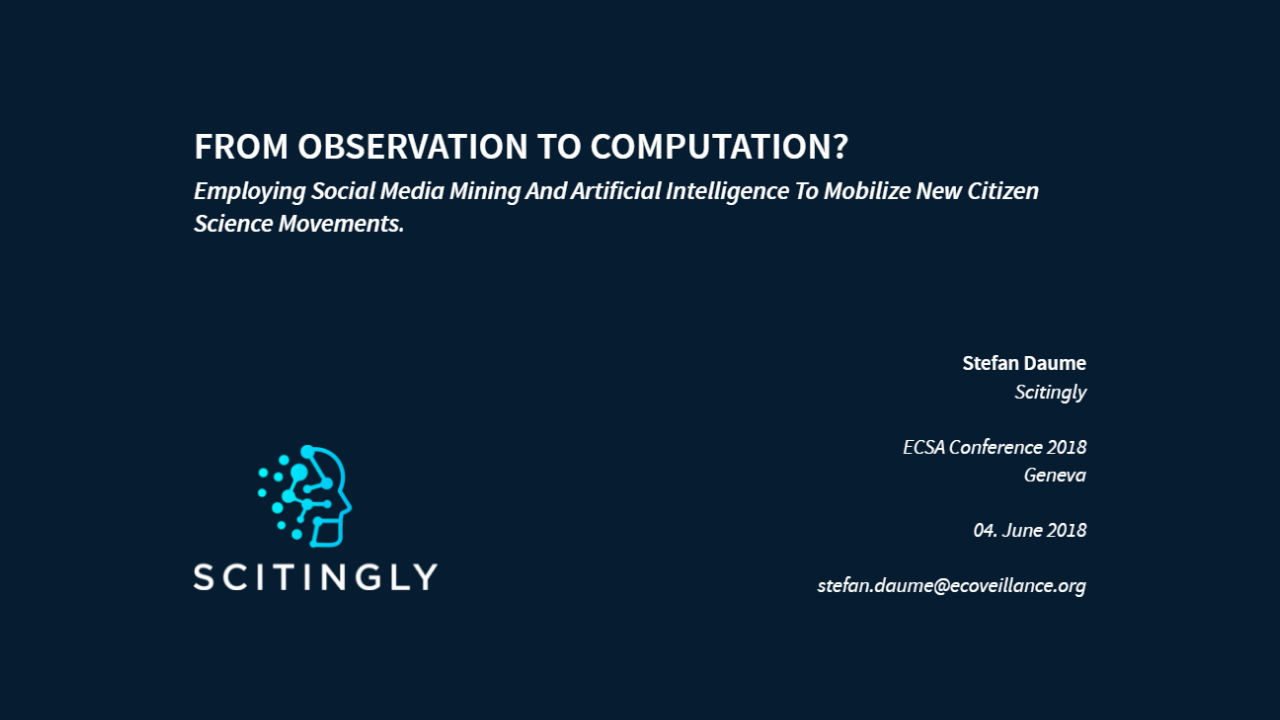 FROM OBSERVATION TO COMPUTATION?
Employing Social Media Mining And Artificial Intelligence To Mobilize New Citizen
Science Movements.
Stefan Daume
Scitingly
ECSA Conference 2018
Geneva
04. June 2018
stefan.daume@ecoveillance.org
SCITINGLY